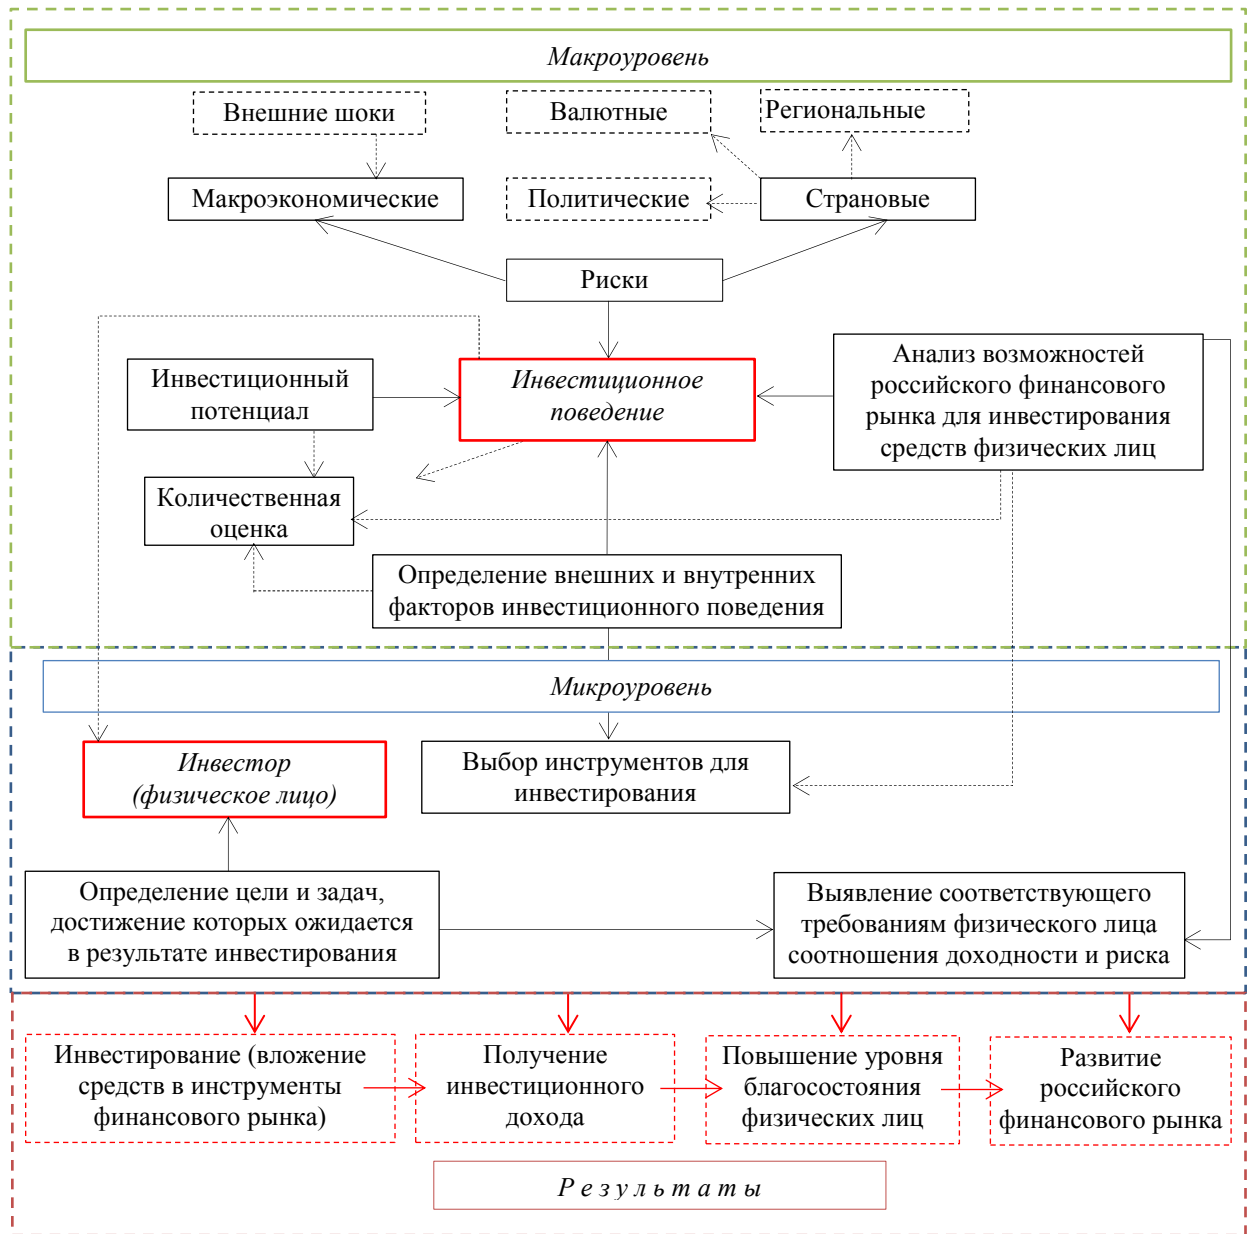 Макроуровень
Внешние шоки
Валютные
Региональные
Макроэкономические
Политические
Страновые
Риски
Инвестиционный
потенциал
Инвестиционное
поведение
Анализ возможностей
российского финансового
рынка для инвестирования
средств физических лиц
Количественная
оценка
Определение внешних и внутренних
факторов инвестиционного поведения
Микроуровень
Инвестор
(физическое лицо)
Выбор инструментов для
инвестирования
Определение цели и задач,
достижение которых ожидается
в результате инвестирования
Выявление соответствующего
требованиям физического лица
соотношения доходности и риска
Инвестирование (вложение
средств в инструменты
финансового рынка)
Получение
инвестиционного
дохода
Повышение уровня
благосостояния
физических лиц
Развитие
российского
финансового рынка
Р е з у л ь т а т ы